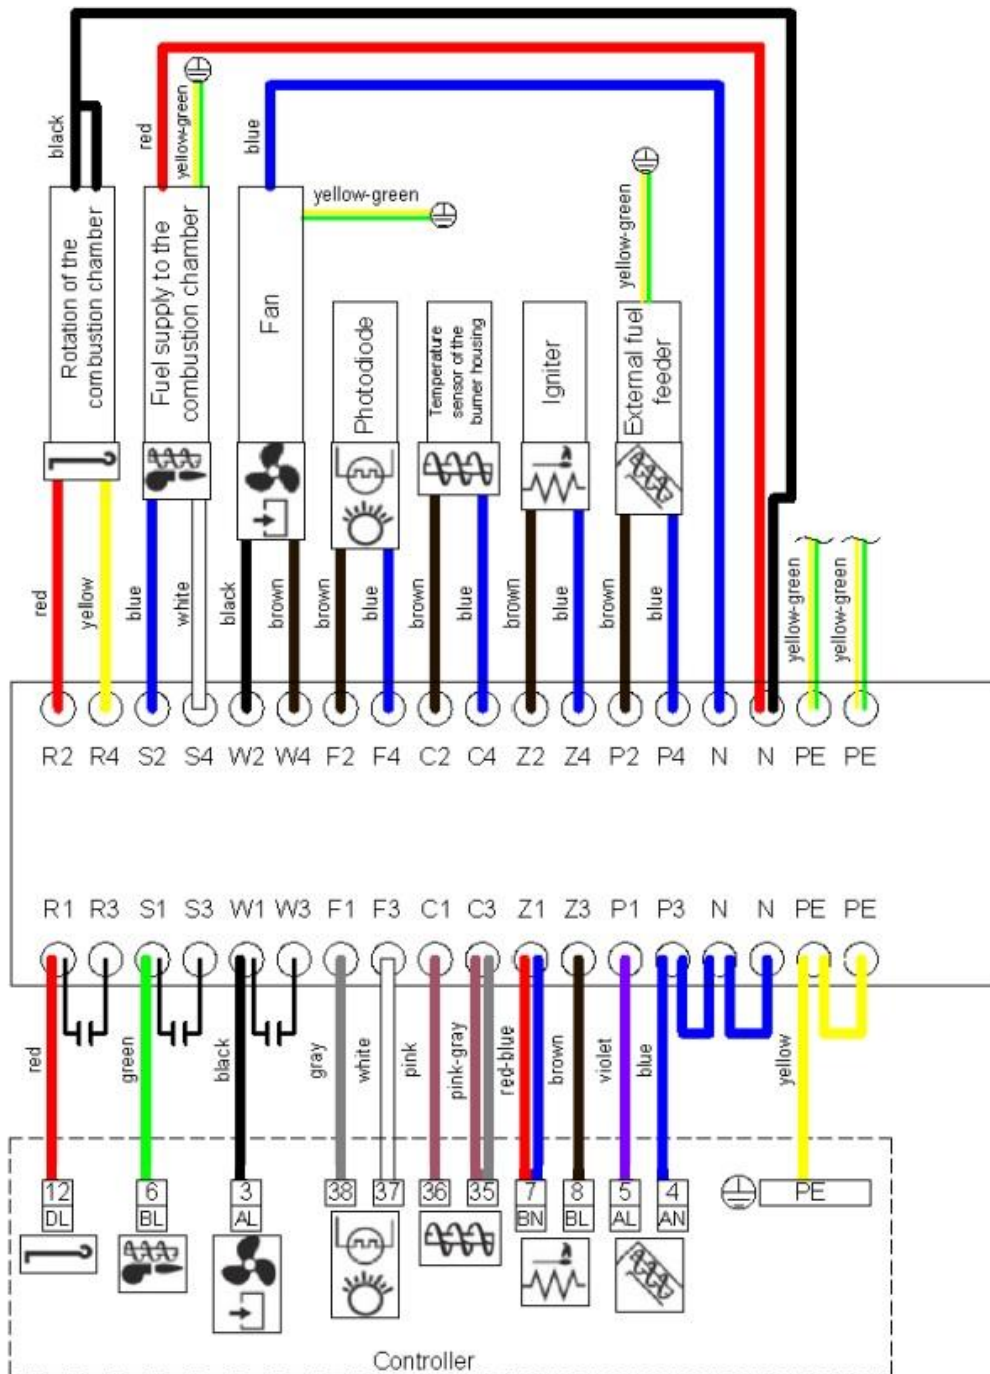 black
red
yellow-green
blue
yellow-green
yellow-green
Rotation of the
combustion chamber
Fuel supply to the
combustion chamber
Fan
Photodiode
Temperature
sensor of the
burner housing
Igniter
External fuel
feeder
red
yellow
blue
white
black
brown
brown
blue
brown
blue
brown
blue
brown
blue
yellow-green
yellow-green
R2 R4 S2 S4 W2 W4 F2 F4 C2 C4 Z2 Z4 P2 P4 N N PE PE
R1 R3 S1 S3 W1 W3 F1 F3 C1 C3 Z1 Z3 P1 P3 N N PE PE
red
green
black
gray
white
pink
pink-gray
red-blue
brown
violet
blue
yellow
12 6 3 38 37 36 35 7 8 5 4 PE
DL BL AL BN BL AL AN
Controller